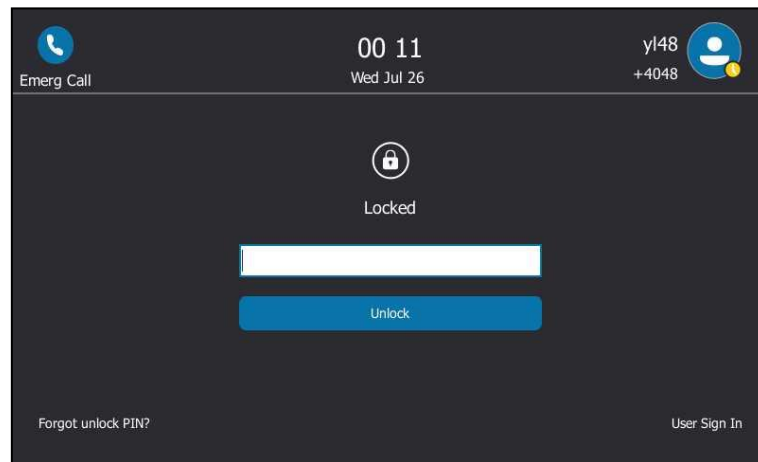 Emerg Call
00 11
Wed Jul 26
yl48
+4048
Locked
Unlock
Forgot unlock PIN?
User Sign In